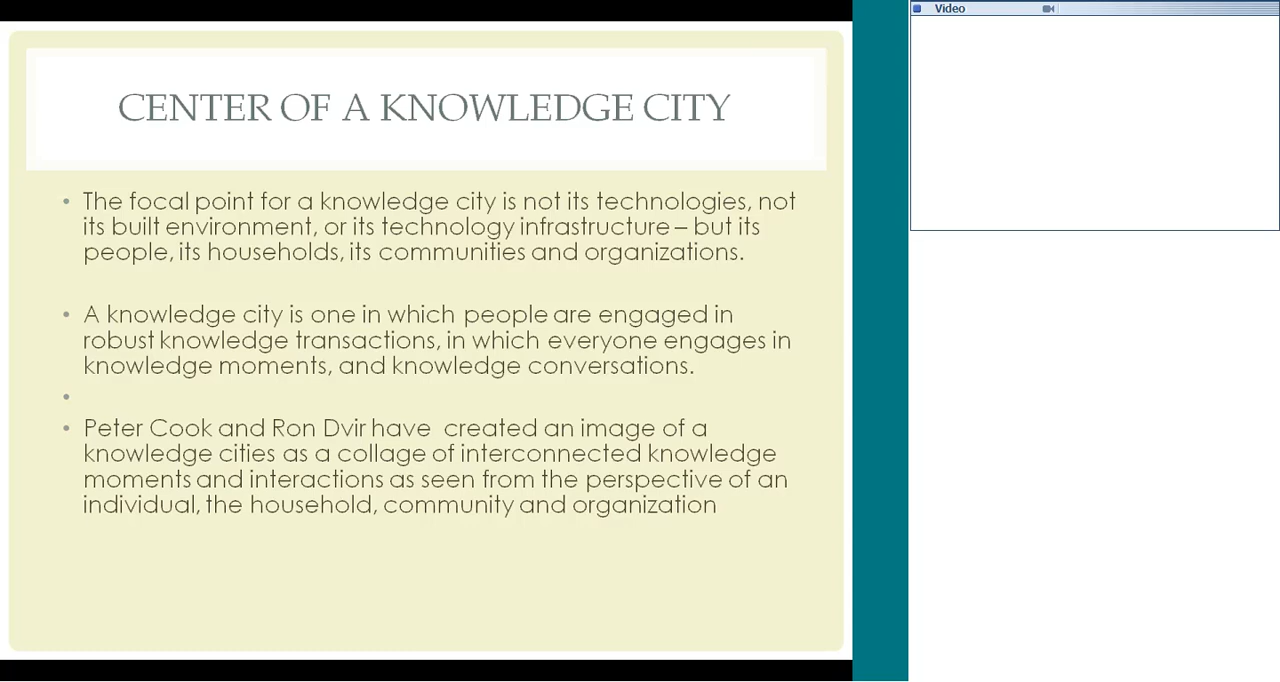 Video
CENTER OF A KNOWLEDGE CITY
• The focal point for a knowledge city is not its technologies, not
its built environment, or its technology infrastructure – but its
people, its households, its communities and organizations.
• A knowledge city is one in which people are engaged in
robust knowledge transactions, in which everyone engages in
knowledge moments, and knowledge conversations.
•
• Peter Cook and Ron Dvir have created an image of a
knowledge cities as a collage of interconnected knowledge
moments and interactions as seen from the perspective of an
individual, the household, community and organization